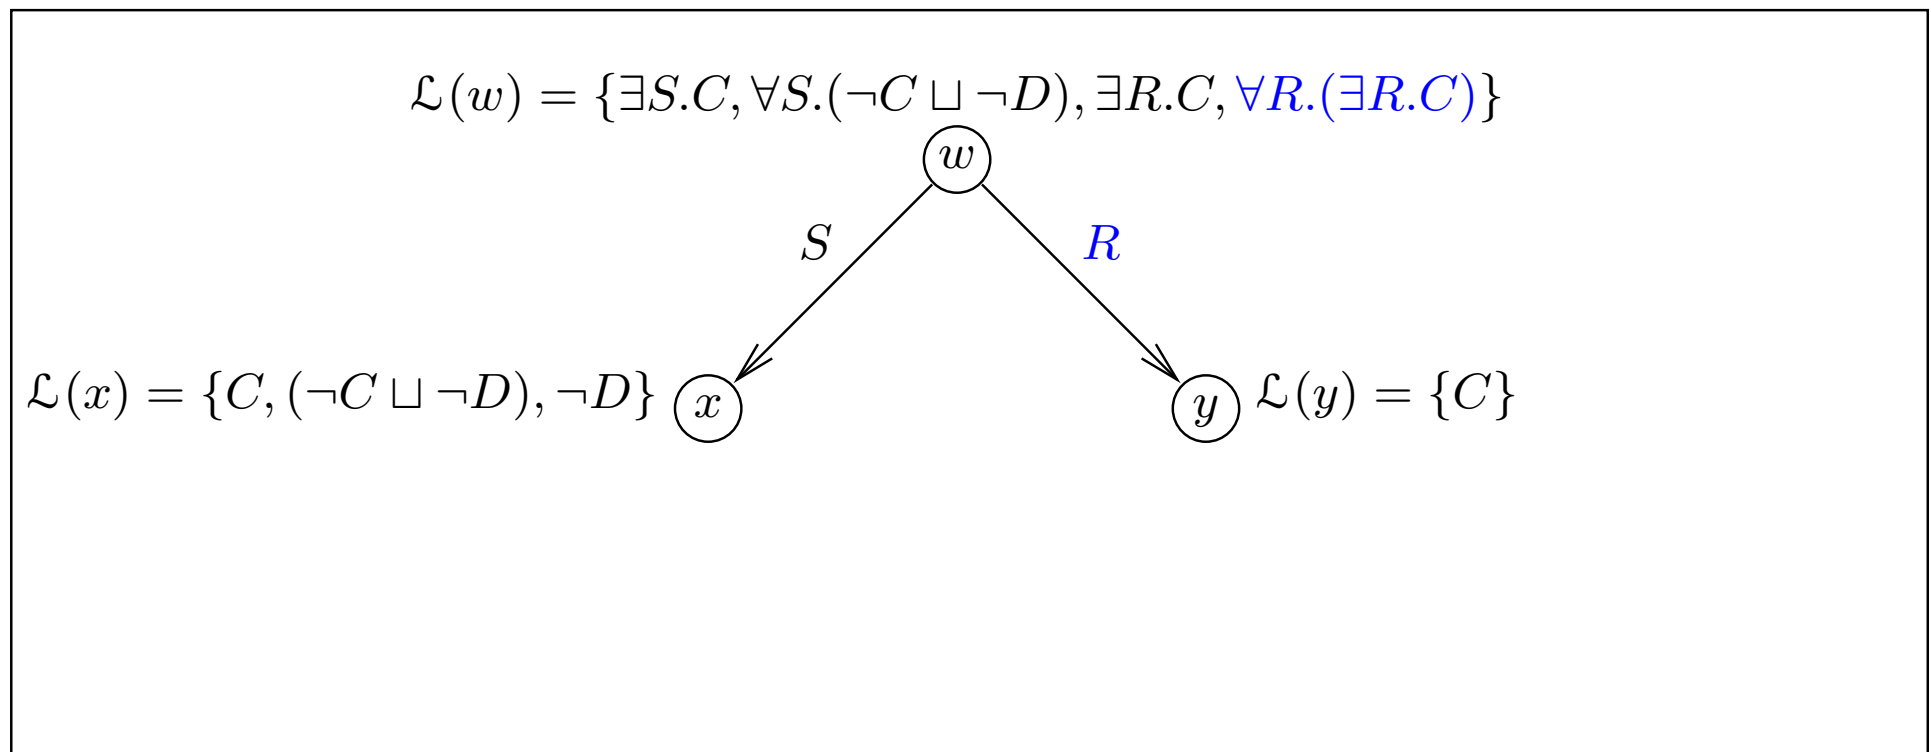 ℒ(w) = {∃S.C, ∀S.(¬C ⊔ ¬D), ∃R.C, ∀R.(∃R.C)}
w
S
R
ℒ(x) = {C, (¬C ⊔ ¬D), ¬D}
x
y
ℒ(y) = {C}